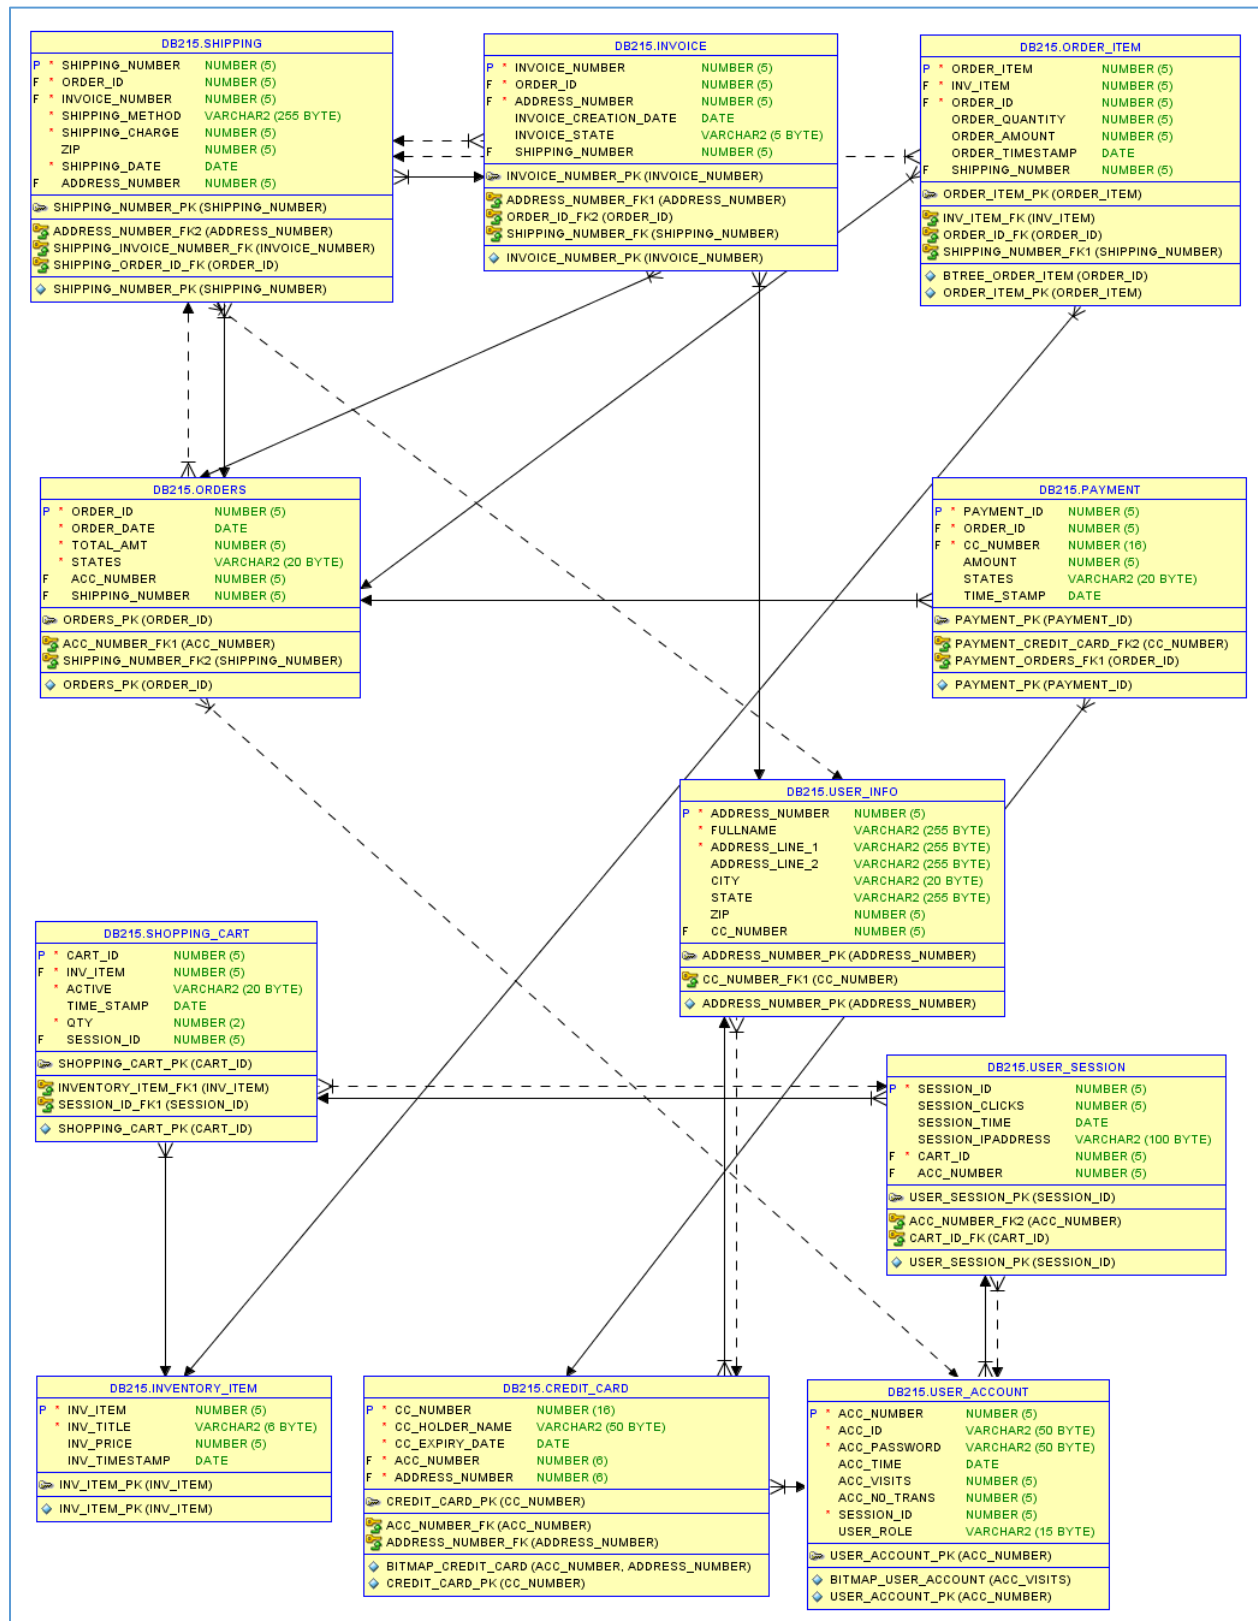 DB215.SHIPPING
P * SHIPPING_NUMBER NUMBER (5)
F * ORDER_ID NUMBER (5)
F * INVOICE_NUMBER NUMBER (5)
* SHIPPING_METHOD VARCHAR2 (255 BYTE)
* SHIPPING_CHARGE NUMBER (5)
ZIP NUMBER (5)
* SHIPPING_DATE DATE
F ADDRESS_NUMBER NUMBER (5)
SHIPPING_NUMBER_PK (SHIPPING_NUMBER)
ADDRESS_NUMBER_FK2 (ADDRESS_NUMBER)
SHIPPING_INVOICE_NUMBER_FK (INVOICE_NUMBER)
SHIPPING_ORDER_ID_FK (ORDER_ID)
SHIPPING_NUMBER_PK (SHIPPING_NUMBER)
DB215.INVOICE
P * INVOICE_NUMBER NUMBER (5)
F * ORDER_ID NUMBER (5)
F * ADDRESS_NUMBER NUMBER (5)
INVOICE_CREATION_DATE DATE
INVOICE_STATE VARCHAR2 (5 BYTE)
F SHIPPING_NUMBER NUMBER (5)
INVOICE_NUMBER_PK (INVOICE_NUMBER)
ADDRESS_NUMBER_FK1 (ADDRESS_NUMBER)
ORDER_ID_FK2 (ORDER_ID)
SHIPPING_NUMBER_FK (SHIPPING_NUMBER)
INVOICE_NUMBER_PK (INVOICE_NUMBER)
DB215.ORDER_ITEM
P * ORDER_ITEM NUMBER (5)
F * INV_ITEM NUMBER (5)
F * ORDER_ID NUMBER (5)
ORDER_QUANTITY NUMBER (5)
ORDER_AMOUNT NUMBER (5)
ORDER_TIMESTAMP DATE
F SHIPPING_NUMBER NUMBER (5)
ORDER_ITEM_PK (ORDER_ITEM)
INV_ITEM_FK (INV_ITEM)
ORDER_ID_FK (ORDER_ID)
SHIPPING_NUMBER_FK1 (SHIPPING_NUMBER)
BTREE_ORDER_ITEM (ORDER_ID)
ORDER_ITEM_PK (ORDER_ITEM)
DB215.ORDERS
P * ORDER_ID NUMBER (5)
* ORDER_DATE DATE
* TOTAL_AMT NUMBER (5)
* STATES VARCHAR2 (20 BYTE)
F ACC_NUMBER NUMBER (5)
F SHIPPING_NUMBER NUMBER (5)
ORDERS_PK (ORDER_ID)
ACC_NUMBER_FK1 (ACC_NUMBER)
SHIPPING_NUMBER_FK2 (SHIPPING_NUMBER)
ORDERS_PK (ORDER_ID)
DB215.PAYMENT
P * PAYMENT_ID NUMBER (5)
F * ORDER_ID NUMBER (5)
F * CC_NUMBER NUMBER (16)
AMOUNT NUMBER (5)
STATES VARCHAR2 (20 BYTE)
TIME_STAMP DATE
PAYMENT_PK (PAYMENT_ID)
PAYMENT_CREDIT_CARD_FK2 (CC_NUMBER)
PAYMENT_ORDERS_FK1 (ORDER_ID)
PAYMENT_PK (PAYMENT_ID)
DB215.USER_INFO
P * ADDRESS_NUMBER NUMBER (5)
* FULLNAME VARCHAR2 (255 BYTE)
* ADDRESS_LINE_1 VARCHAR2 (255 BYTE)
ADDRESS_LINE_2 VARCHAR2 (255 BYTE)
CITY VARCHAR2 (20 BYTE)
STATE VARCHAR2 (255 BYTE)
ZIP NUMBER (5)
F CC_NUMBER NUMBER (5)
ADDRESS_NUMBER_PK (ADDRESS_NUMBER)
CC_NUMBER_FK1 (CC_NUMBER)
ADDRESS_NUMBER_PK (ADDRESS_NUMBER)
DB215.SHOPPING_CART
P * CART_ID NUMBER (5)
F * INV_ITEM NUMBER (5)
* ACTIVE VARCHAR2 (20 BYTE)
TIME_STAMP DATE
* QTY NUMBER (2)
F SESSION_ID NUMBER (5)
SHOPPING_CART_PK (CART_ID)
INVENTORY_ITEM_FK1 (INV_ITEM)
SESSION_ID_FK1 (SESSION_ID)
SHOPPING_CART_PK (CART_ID)
DB215.USER_SESSION
P * SESSION_ID NUMBER (5)
SESSION_CLICKS NUMBER (5)
SESSION_TIME DATE
SESSION_IPADDRESS VARCHAR2 (100 BYTE)
F * CART_ID NUMBER (5)
F ACC_NUMBER NUMBER (5)
USER_SESSION_PK (SESSION_ID)
ACC_NUMBER_FK2 (ACC_NUMBER)
CART_ID_FK (CART_ID)
USER_SESSION_PK (SESSION_ID)
DB215.INVENTORY_ITEM
P * INV_ITEM NUMBER (5)
* INV_TITLE VARCHAR2 (6 BYTE)
INV_PRICE NUMBER (5)
INV_TIMESTAMP DATE
INV_ITEM_PK (INV_ITEM)
INV_ITEM_PK (INV_ITEM)
DB215.CREDIT_CARD
P * CC_NUMBER NUMBER (16)
* CC_HOLDER_NAME VARCHAR2 (50 BYTE)
* CC_EXPIRY_DATE DATE
F * ACC_NUMBER NUMBER (6)
F * ADDRESS_NUMBER NUMBER (6)
CREDIT_CARD_PK (CC_NUMBER)
ACC_NUMBER_FK (ACC_NUMBER)
ADDRESS_NUMBER_FK (ADDRESS_NUMBER)
BITMAP_CREDIT_CARD (ACC_NUMBER, ADDRESS_NUMBER)
CREDIT_CARD_PK (CC_NUMBER)
DB215.USER_ACCOUNT
P * ACC_NUMBER NUMBER (5)
* ACC_ID VARCHAR2 (50 BYTE)
* ACC_PASSWORD VARCHAR2 (50 BYTE)
ACC_TIME DATE
ACC_VISITS NUMBER (5)
ACC_NO_TRANS NUMBER (5)
* SESSION_ID NUMBER (5)
USER_ROLE VARCHAR2 (15 BYTE)
USER_ACCOUNT_PK (ACC_NUMBER)
BITMAP_USER_ACCOUNT (ACC_VISITS)
USER_ACCOUNT_PK (ACC_NUMBER)